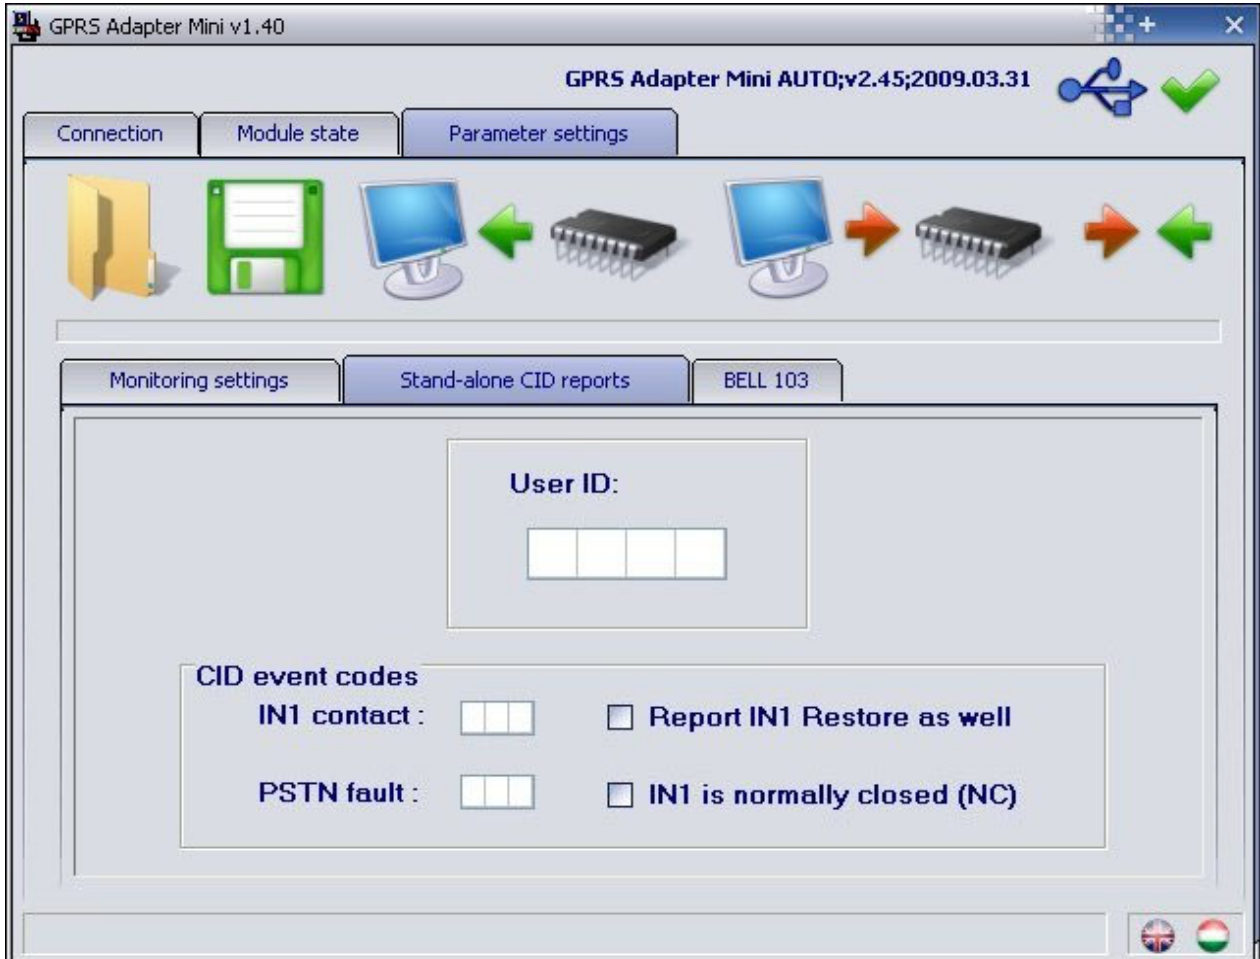 GPRS Adapter Mini v1.40
GPRS Adapter Mini AUTO;v2.45;2009.03.31
Connection
Module state
Parameter settings
Monitoring settings
Stand-alone CID reports
BELL 103
User ID:
CID event codes
IN1 contact :
Report IN1 Restore as well
PSTN fault :
IN1 is normally closed (NC)